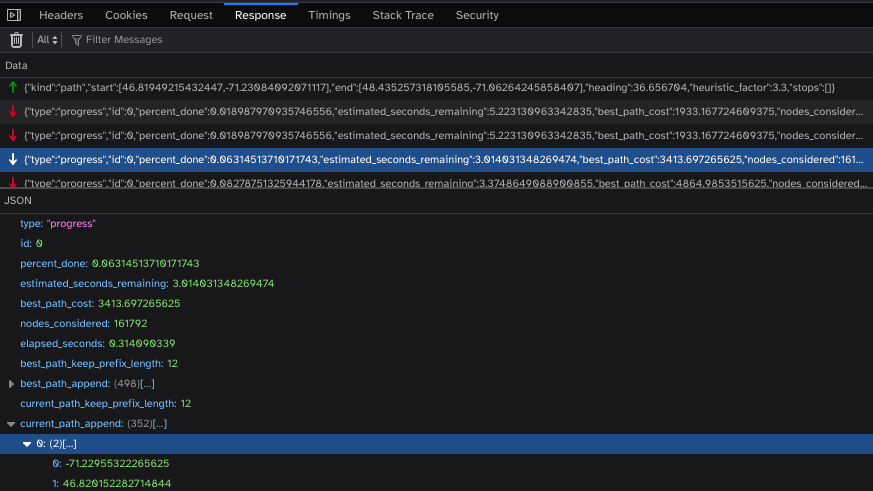 Headers Cookies Request Response Timings Stack Trace Security
All Filter Messages
Data
{"kind":"path","start":[46.81949215432447,-71.23084092071117],"end":[48.435257318105585,-71.06264245858407],"heading":36.656704,"heuristic_factor":3.3,"stops":[]}
{"type":"progress","id":0,"percent_done":0.018987970935746556,"estimated_seconds_remaining":5.223130963342835,"best_path_cost":1933.167724609375,"nodes_consider...
{"type":"progress","id":0,"percent_done":0.018987970935746556,"estimated_seconds_remaining":5.223130963342835,"best_path_cost":1933.167724609375,"nodes_consider...
{"type":"progress","id":0,"percent_done":0.06314513710171743,"estimated_seconds_remaining":3.014031348269474,"best_path_cost":3413.697265625,"nodes_considered":161...
{"type":"progress","id":0,"percent_done":0.08278751325944178,"estimated_seconds_remaining":3.3748649088900855,"best_path_cost":4864.9853515625,"nodes_considered...
JSON
type: "progress"
id: 0
percent_done: 0.06314513710171743
estimated_seconds_remaining: 3.014031348269474
best_path_cost: 3413.697265625
nodes_considered: 161792
elapsed_seconds: 0.314090339
best_path_keep_prefix_length: 12
best_path_append: (498)[...]
current_path_keep_prefix_length: 12
current_path_append: (352)[...]
0: (2)[...]
0: -71.22955322265625
1: 46.820152282714844